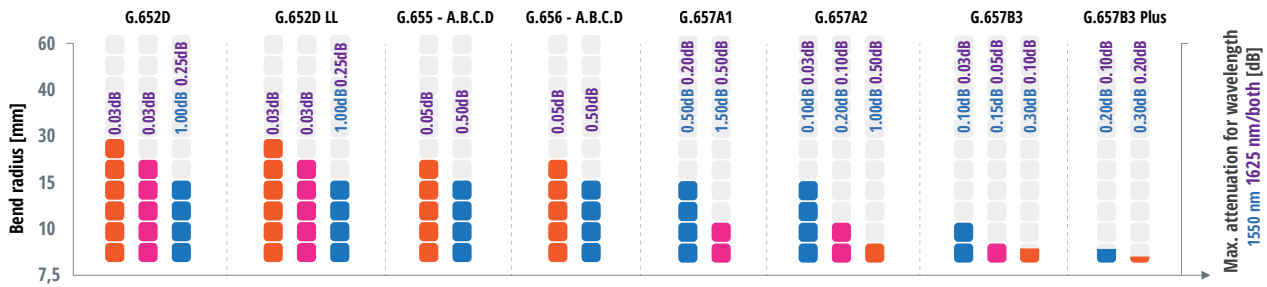 G.652D
G.652D LL
G.655 - A.B.C.D
G.656 - A.B.C.D
G.657A1
G.657A2
G.657B3
G.657B3 Plus
Bend radius [mm]
60
40
30
15
10
7,5
0.03dB
0.03dB
1.00dB 0.25dB
0.03dB
0.03dB
1.00dB 0.25dB
0.05dB
0.50dB
0.05dB
0.50dB
0.50dB 0.20dB
1.50dB 0.50dB
0.10dB 0.03dB
0.20dB 0.10dB
1.00dB 0.50dB
0.10dB 0.03dB
0.15dB 0.05dB
0.30dB 0.10dB
0.20dB 0.10dB
0.30dB 0.20dB
Max. attenuation for wavelength
1550 nm 1625 nm/both [dB]